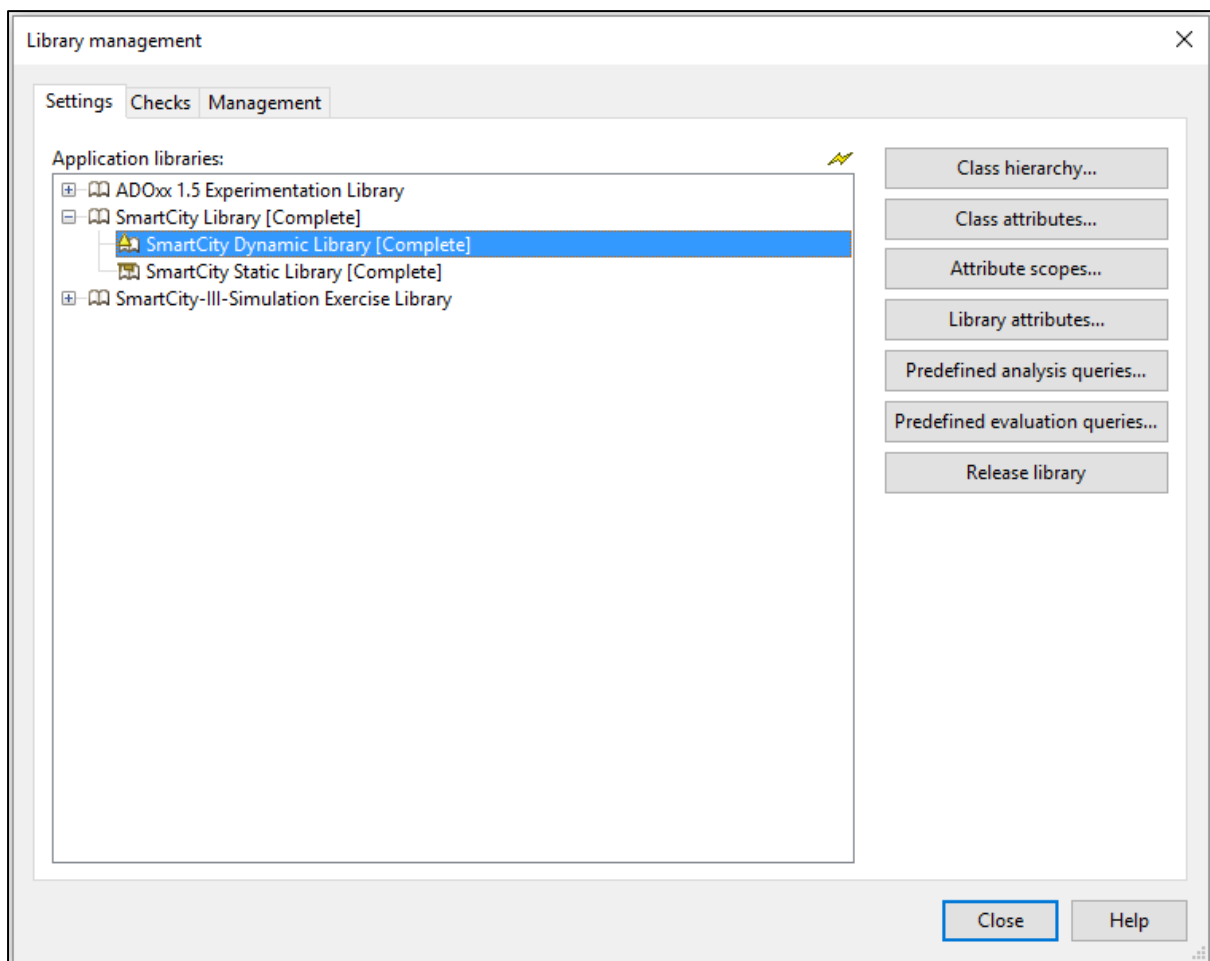 Library management
Settings Checks Management
Application libraries:
ADOxx 1.5 Experimentation Library
SmartCity Library [Complete]
SmartCity Dynamic Library [Complete]
SmartCity Static Library [Complete]
SmartCity-III-Simulation Exercise Library
Class hierarchy...
Class attributes...
Attribute scopes...
Library attributes...
Predefined analysis queries...
Predefined evaluation queries...
Release library
Close Help